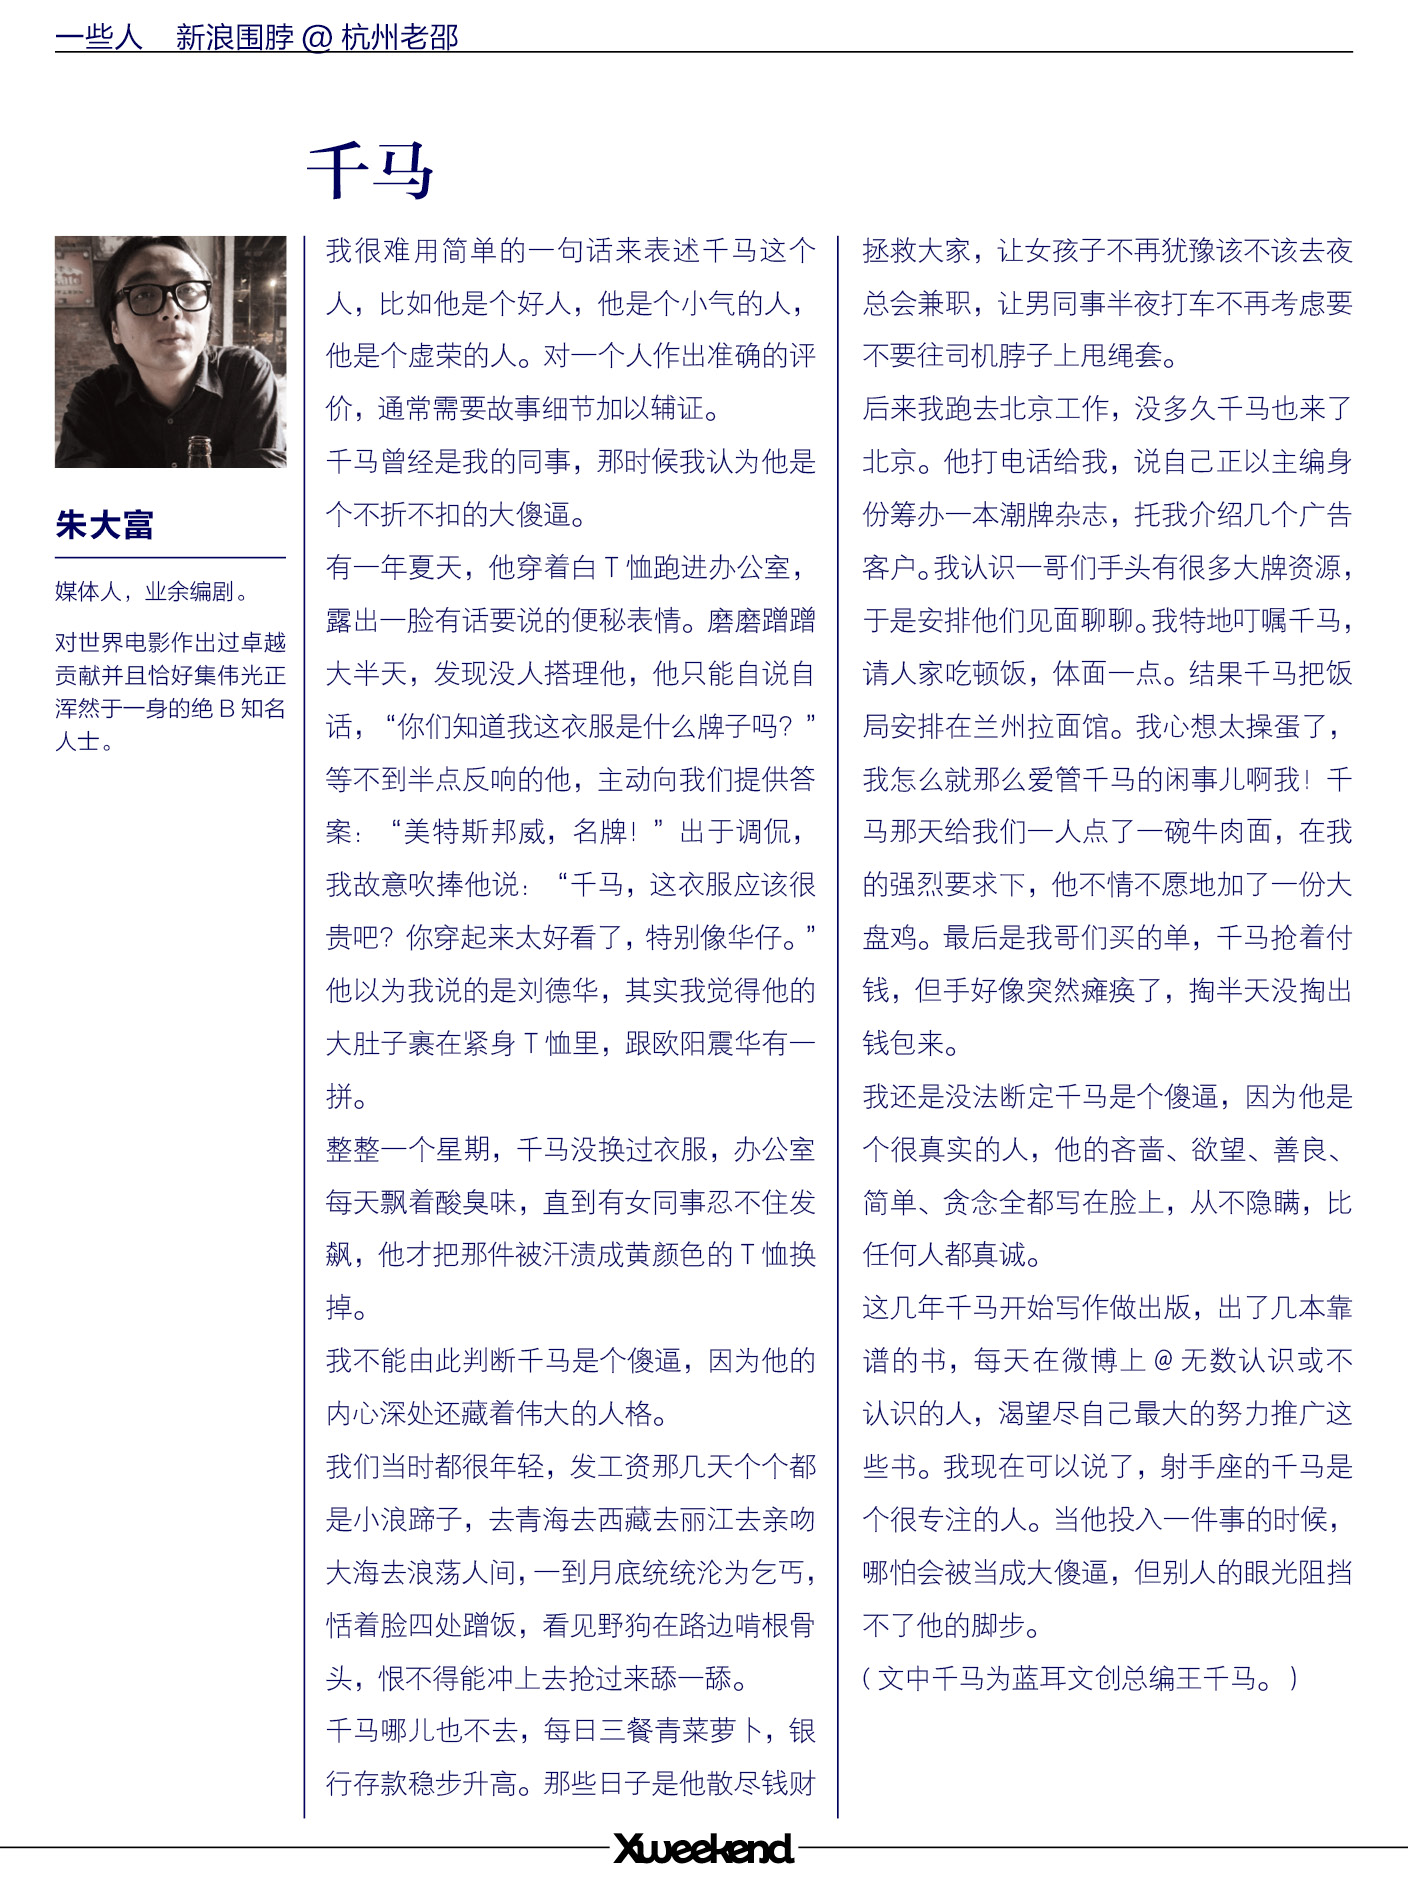 一些人 新浪围脖 @ 杭州老邵
千马
朱大富
媒体人，业余编剧。
对世界电影作出过卓越
贡献并且恰好集伟光正
浑然于一身的绝 B 知名
人士。
我很难用简单的一句话来表述千马这个
人，比如他是个好人，他是个小气的人，
他是个虚荣的人。对一个人作出准确的评
价，通常需要故事细节加以辅证。
千马曾经是我的同事，那时候我认为他是
个不折不扣的大傻逼。
有一年夏天，他穿着白 T 恤跑进办公室，
露出一脸有话要说的便秘表情。磨磨蹭蹭
大半天，发现没人搭理他，他只能自说自
话，“你们知道我这衣服是什么牌子吗？”
等不到半点反响的他，主动向我们提供答
案：“美特斯邦威，名牌！”出于调侃，
我故意吹捧他说：“千马，这衣服应该很
贵吧？你穿起来太好看了，特别像华仔。”
他以为我说的是刘德华，其实我觉得他的
大肚子裹在紧身 T 恤里，跟欧阳震华有一
拼。
整整一个星期，千马没换过衣服，办公室
每天飘着酸臭味，直到有女同事忍不住发
飙，他才把那件被汗渍成黄颜色的 T 恤换
掉。
我不能由此判断千马是个傻逼，因为他的
内心深处还藏着伟大的人格。
我们当时都很年轻，发工资那几天个个都
是小浪蹄子，去青海去西藏去丽江去亲吻
大海去浪荡人间，一到月底统统沦为乞丐，
恬着脸四处蹭饭，看见野狗在路边啃根骨
头，恨不得能冲上去抢过来舔一舔。
千马哪儿也不去，每日三餐青菜萝卜，银
行存款稳步升高。那些日子是他散尽钱财
拯救大家，让女孩子不再犹豫该不该去夜
总会兼职，让男同事半夜打车不再考虑要
不要往司机脖子上甩绳套。
后来我跑去北京工作，没多久千马也来了
北京。他打电话给我，说自己正以主编身
份筹办一本潮牌杂志，托我介绍几个广告
客户。我认识一哥们手头有很多大牌资源，
于是安排他们见面聊聊。我特地叮嘱千马，
请人家吃顿饭，体面一点。结果千马把饭
局安排在兰州拉面馆。我心想太操蛋了，
我怎么就那么爱管千马的闲事儿啊我！千
马那天给我们一人点了一碗牛肉面，在我
的强烈要求下，他不情不愿地加了一份大
盘鸡。最后是我哥们买的单，千马抢着付
钱，但手好像突然瘫痪了，掏半天没掏出
钱包来。
我还是没法断定千马是个傻逼，因为他是
个很真实的人，他的吝啬、欲望、善良、
简单、贪念全都写在脸上，从不隐瞒，比
任何人都真诚。
这几年千马开始写作做出版，出了几本靠
谱的书，每天在微博上 @ 无数认识或不
认识的人，渴望尽自己最大的努力推广这
些书。我现在可以说了，射手座的千马是
个很专注的人。当他投入一件事的时候，
哪怕会被当成大傻逼，但别人的眼光阻挡
不了他的脚步。
（文中千马为蓝耳文创总编王千马。）
Xweekend